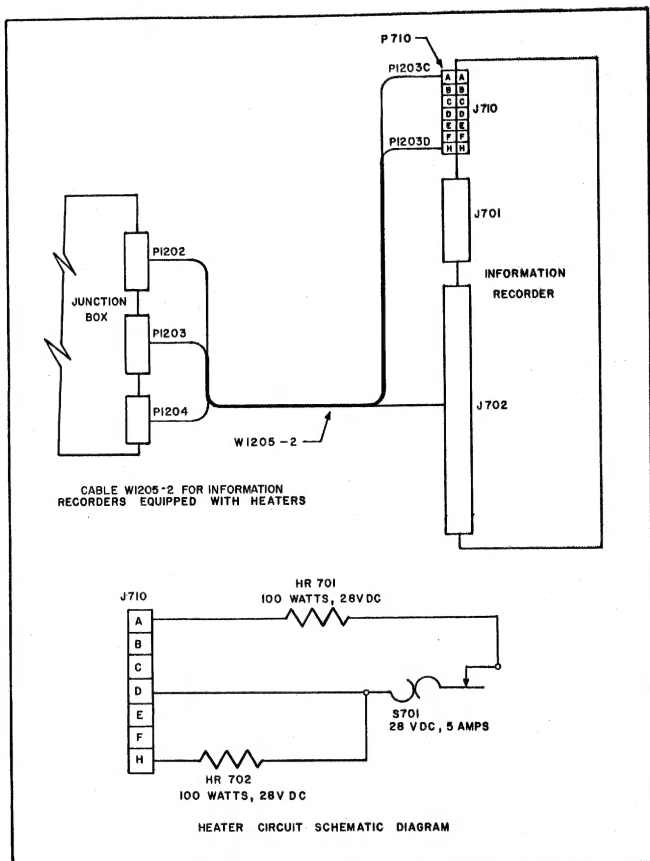 P710
P1203C
A A
B B
C C
D D
E E
F F
H H
J710
P1203D
J701
P1202
INFORMATION
RECORDER
JUNCTION
BOX
P1203
J702
P1204
W1205-2
CABLE W1205-2 FOR INFORMATION
RECORDERS EQUIPPED WITH HEATERS
J710
HR 701
100 WATTS, 28VDC
A
B
C
D
E
F
H
S701
28 VDC, 5 AMPS
HR 702
100 WATTS, 28V DC
HEATER CIRCUIT SCHEMATIC DIAGRAM